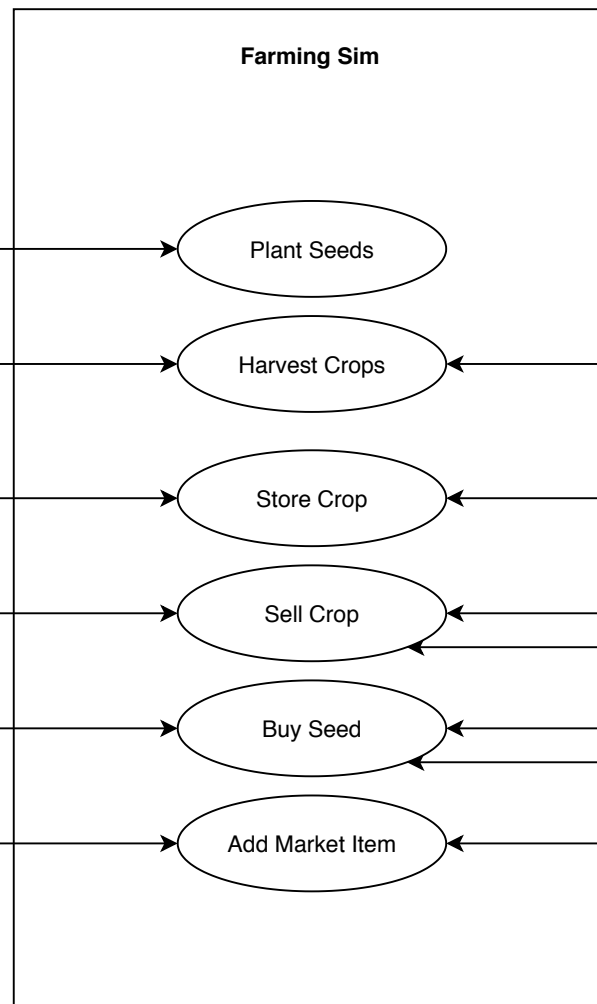 Farming Sim
Plant Seeds
Harvest Crops
Store Crop
Sell Crop
Buy Seed
Add Market Item